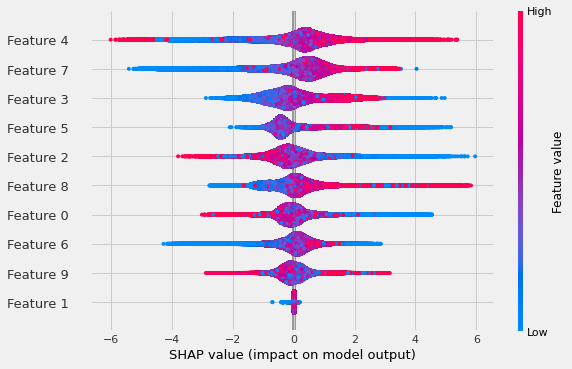 High
Feature 4
Feature 7
Feature 3
Feature 5
Feature 2
Feature 8
Feature 0
Feature 6
Feature 9
Feature 1
Feature value
Low
−6 −4 −2 0 2 4 6
SHAP value (impact on model output)